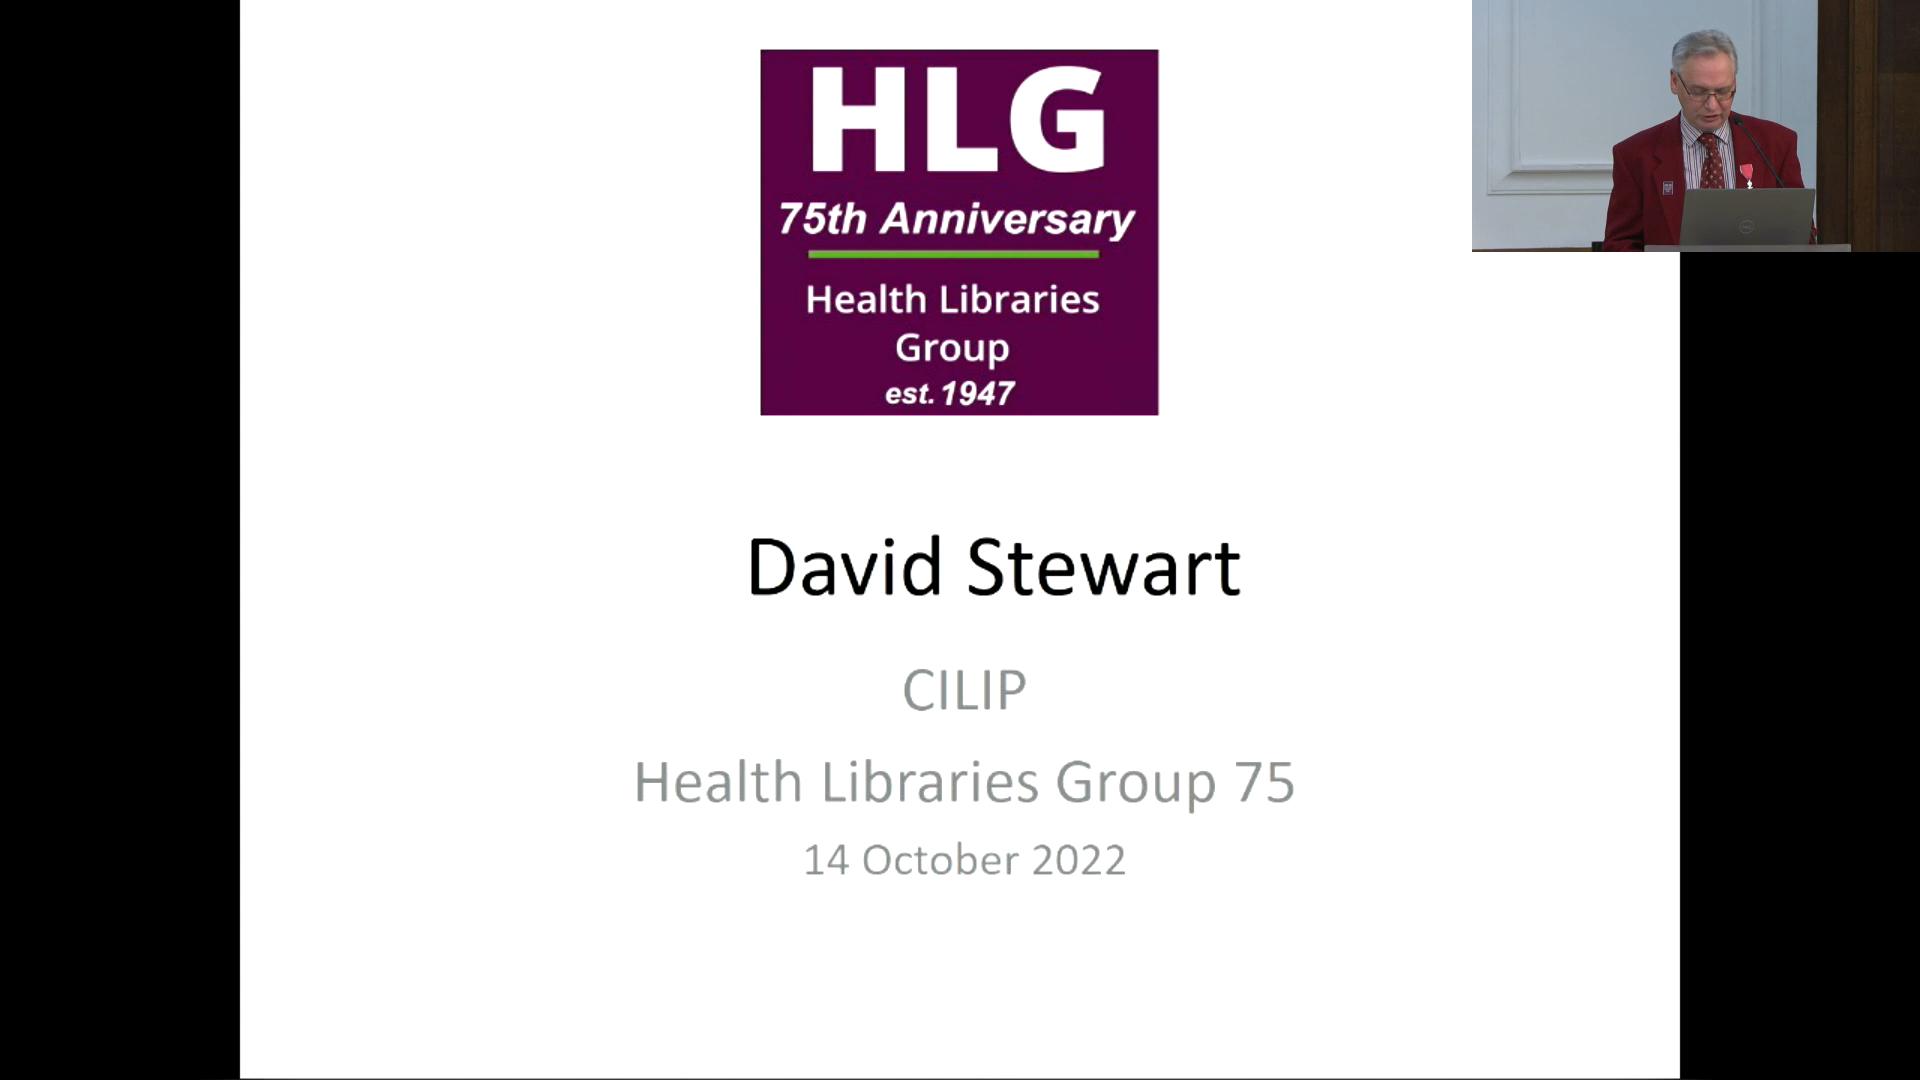 HLG
75th Anniversary
Health Libraries
Group
est. 1947
David Stewart
CILIP
Health Libraries Group 75
14 October 2022